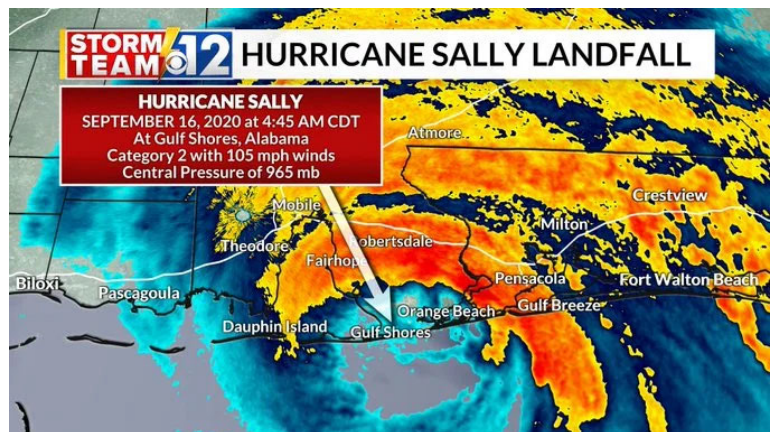 STORM
TEAM 12
HURRICANE SALLY LANDFALL
HURRICANE SALLY
SEPTEMBER 16, 2020 at 4:45 AM CDT
At Gulf Shores, Alabama
Category 2 with 105 mph winds
Central Pressure of 965 mb
Atmore
Crestview
Mobile
Milton
Theodore
Robertsdale
Fairhope
Pensacola
Fort Walton Beach
Biloxi
Pascagoula
Orange Beach
Gulf Breeze
Dauphin Island
Gulf Shores